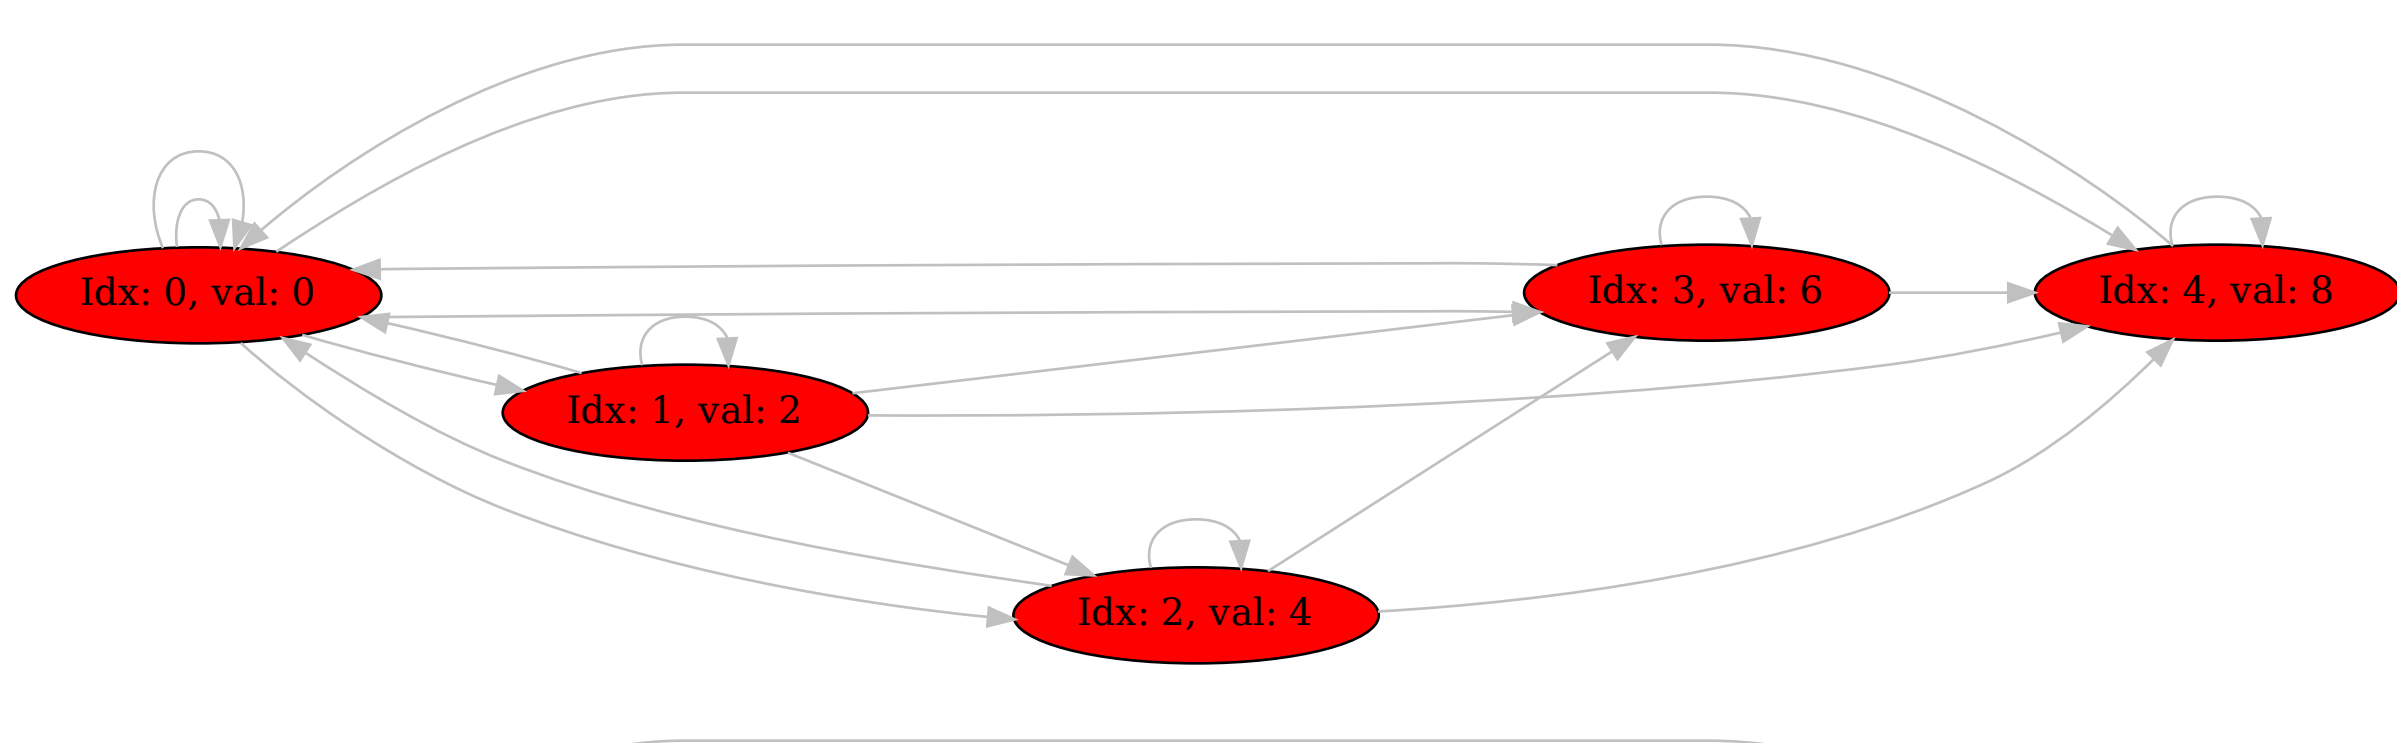 Idx: 0, val: 0
Idx: 3, val: 6
Idx: 4, val: 8
Idx: 1, val: 2
Idx: 2, val: 4